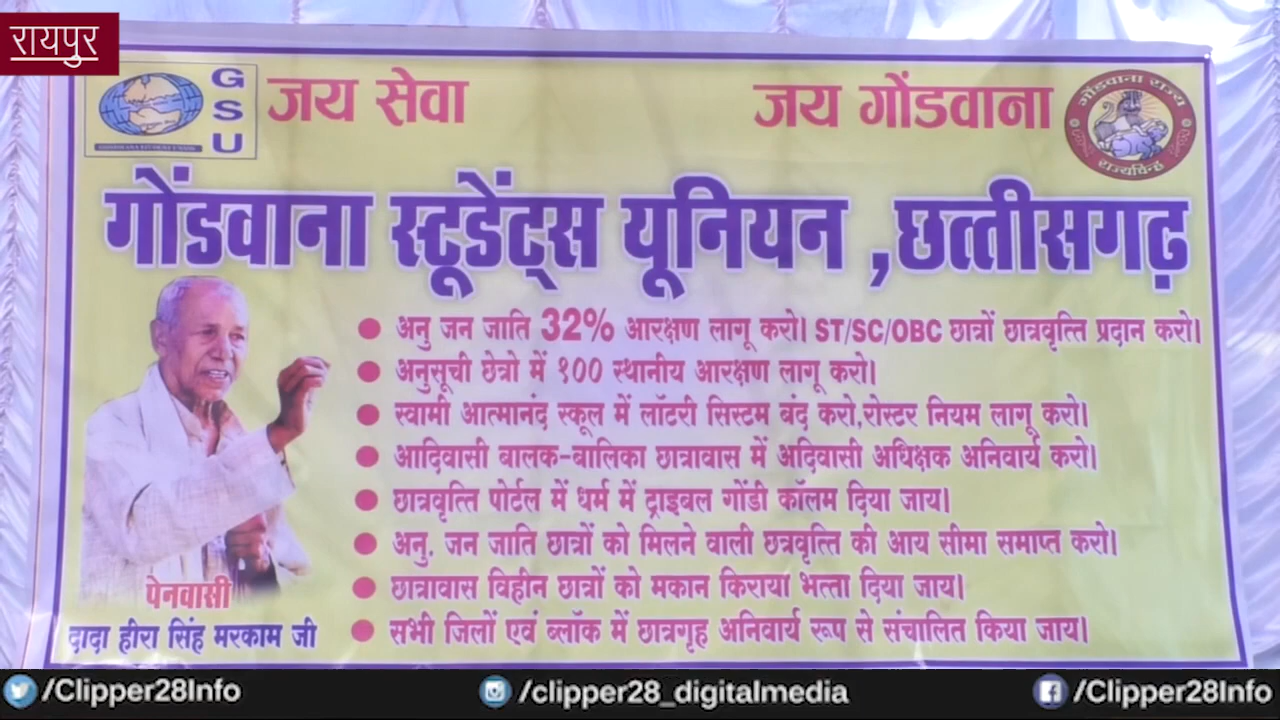 रायपुर
GSU
जय सेवा
जय गोंडवाना
गोंडवाना राज्य
राज्यचिन्ह
गोंडवाना स्टूडेंट्स यूनियन ,छत्तीसगढ़
अनु जन जाति 32% आरक्षण लागू करो। ST/SC/OBC छात्रों छात्रवृत्ति प्रदान करो।
अनुसूची छेत्रो में १०० स्थानीय आरक्षण लागू करो।
स्वामी आत्मानंद स्कूल में लॉटरी सिस्टम बंद करो,रोस्टर नियम लागू करो।
आदिवासी बालक-बालिका छात्रावास में आदिवासी अधिक्षक अनिवार्य करो।
छात्रवृत्ति पोर्टल में धर्म में ट्राइबल गोंडी कॉलम दिया जाय।
अनु. जन जाति छात्रों को मिलने वाली छत्रवृत्ति की आय सीमा समाप्त करो।
छात्रावास विहीन छात्रों को मकान किराया भत्ता दिया जाय।
सभी जिलों एवं ब्लॉक में छात्रगृह अनिवार्य रूप से संचालित किया जाय।
पेनवासी
दादा हीरा सिंह मरकाम जी
/Clipper28Info
/clipper28_digitalmedia
/Clipper28Info